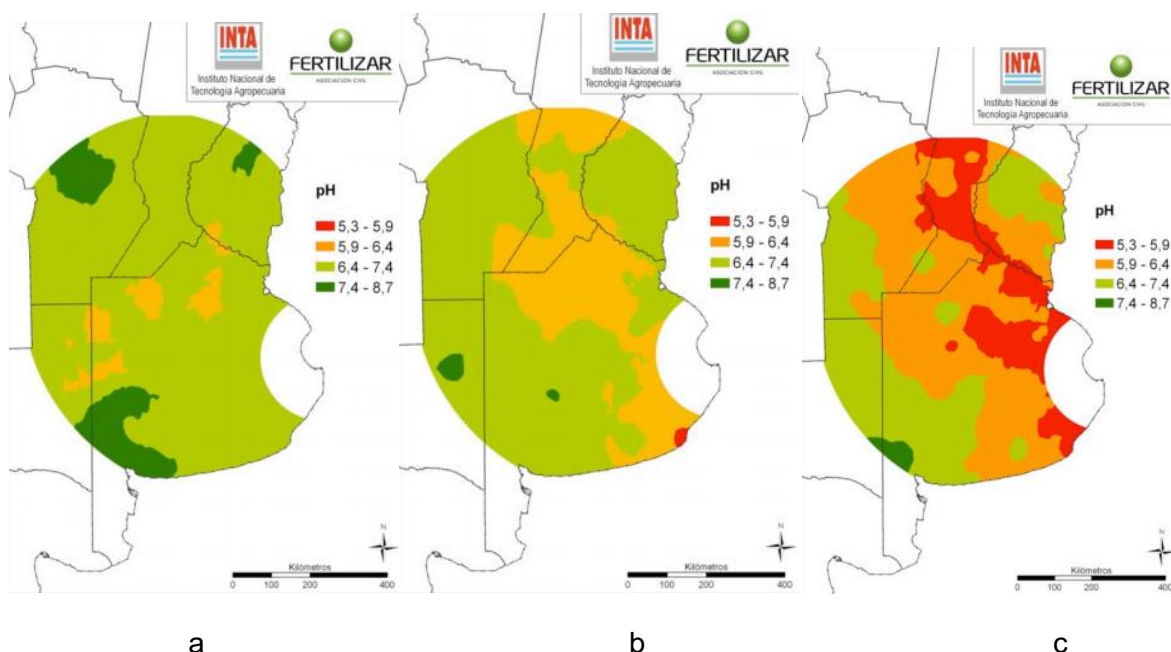 INTA
Instituto Nacional de
Tecnología Agropecuaria
FERTILIZAR
ASOCIACION CIVIL
pH
5,3 - 5,9
5,9 - 6,4
6,4 - 7,4
7,4 - 8,7
N
Kilómetros
0 100 200 400
a
INTA
Instituto Nacional de
Tecnología Agropecuaria
FERTILIZAR
ASOCIACION CIVIL
pH
5,3 - 5,9
5,9 - 6,4
6,4 - 7,4
7,4 - 8,7
N
Kilómetros
0 100 200 400
b
INTA
Instituto Nacional de
Tecnología Agropecuaria
FERTILIZAR
ASOCIACION CIVIL
pH
5,3 - 5,9
5,9 - 6,4
6,4 - 7,4
7,4 - 8,7
N
Kilómetros
0 100 200 400
c